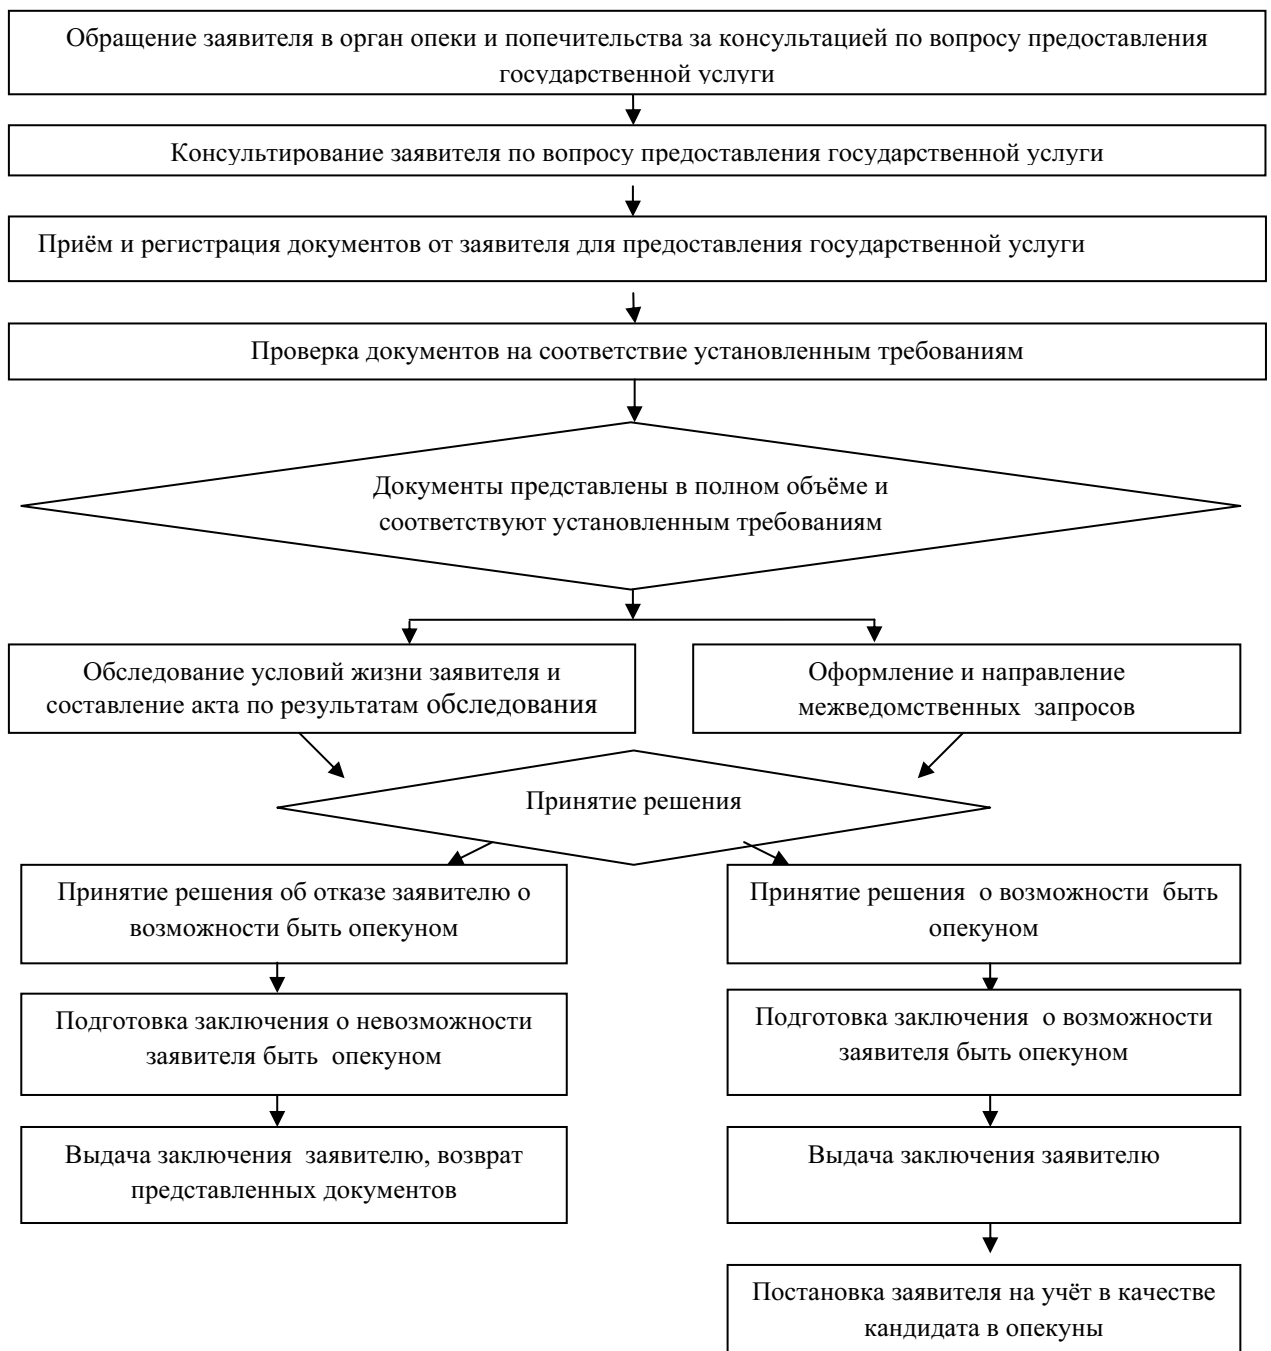 Обращение заявителя в орган опеки и попечительства за консультацией по вопросу предоставления
государственной услуги
Консультирование заявителя по вопросу предоставления государственной услуги
Приём и регистрация документов от заявителя для предоставления государственной услуги
Проверка документов на соответствие установленным требованиям
Документы представлены в полном объёме и
соответствуют установленным требованиям
Обследование условий жизни заявителя и
составление акта по результатам обследования
Оформление и направление
межведомственных запросов
Принятие решения
Принятие решения об отказе заявителю о
возможности быть опекуном
Принятие решения о возможности быть
опекуном
Подготовка заключения о невозможности
заявителя быть опекуном
Подготовка заключения о возможности
заявителя быть опекуном
Выдача заключения заявителю, возврат
представленных документов
Выдача заключения заявителю
Постановка заявителя на учёт в качестве
кандидата в опекуны